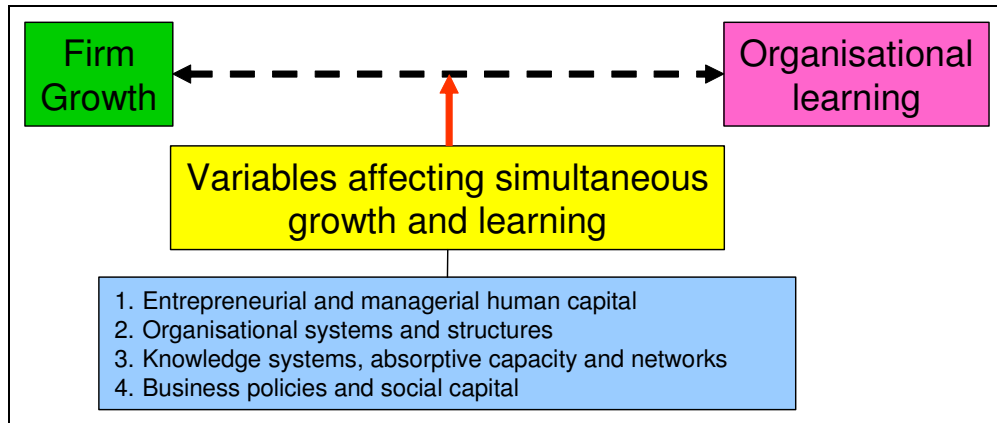 Firm
Growth
Organisational
learning
Variables affecting simultaneous
growth and learning
1. Entrepreneurial and managerial human capital
2. Organisational systems and structures
3. Knowledge systems, absorptive capacity and networks
4. Business policies and social capital